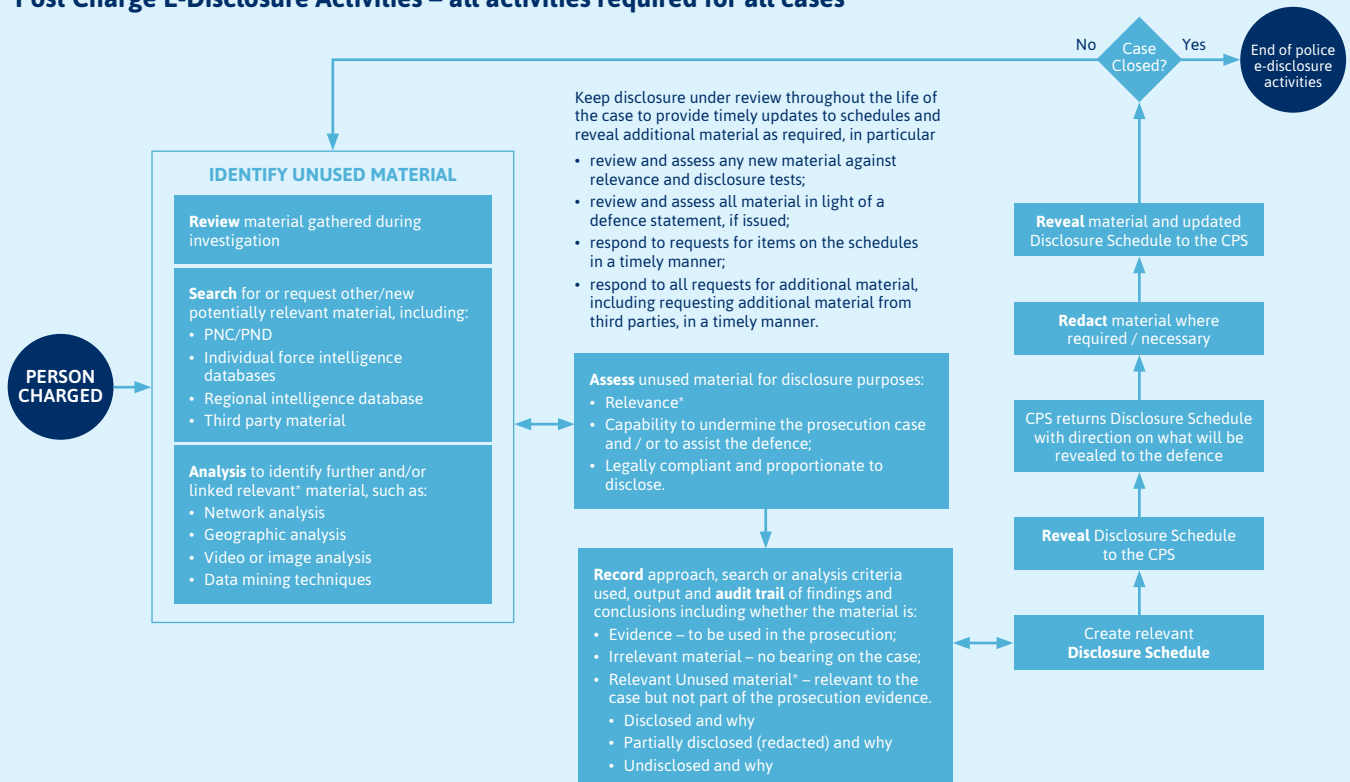 Post Charge E-Disclosure Activities – all activities required for all cases
No
Case
Closed?
Yes
End of police
e-disclosure
activities
PERSON
CHARGED
IDENTIFY UNUSED MATERIAL
Review material gathered during
investigation
Search for or request other/new
potentially relevant material, including:
• PNC/PND
• Individual force intelligence
databases
• Regional intelligence database
• Third party material
Analysis to identify further and/or
linked relevant* material, such as:
• Network analysis
• Geographic analysis
• Video or image analysis
• Data mining techniques
Keep disclosure under review throughout the life of
the case to provide timely updates to schedules and
reveal additional material as required, in particular
• review and assess any new material against
relevance and disclosure tests;
• review and assess all material in light of a
defence statement, if issued;
• respond to requests for items on the schedules
in a timely manner;
• respond to all requests for additional material,
including requesting additional material from
third parties, in a timely manner.
Assess unused material for disclosure purposes:
• Relevance*
• Capability to undermine the prosecution case
and / or to assist the defence;
• Legally compliant and proportionate to
disclose.
Record approach, search or analysis criteria
used, output and audit trail of findings and
conclusions including whether the material is:
• Evidence – to be used in the prosecution;
• Irrelevant material – no bearing on the case;
• Relevant Unused material* – relevant to the
case but not part of the prosecution evidence.
• Disclosed and why
• Partially disclosed (redacted) and why
• Undisclosed and why
Reveal material and updated
Disclosure Schedule to the CPS
Redact material where
required / necessary
CPS returns Disclosure Schedule
with direction on what will be
revealed to the defence
Reveal Disclosure Schedule
to the CPS
Create relevant
Disclosure Schedule